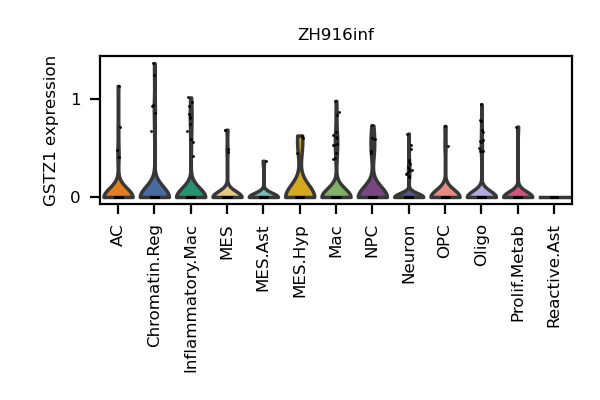 ZH916inf
GSTZ1 expression
1
0
AC
Chromatin.Reg
Inflammatory.Mac
MES
MES.Ast
MES.Hyp
Mac
NPC
Neuron
OPC
Oligo
Prolif.Metab
Reactive.Ast